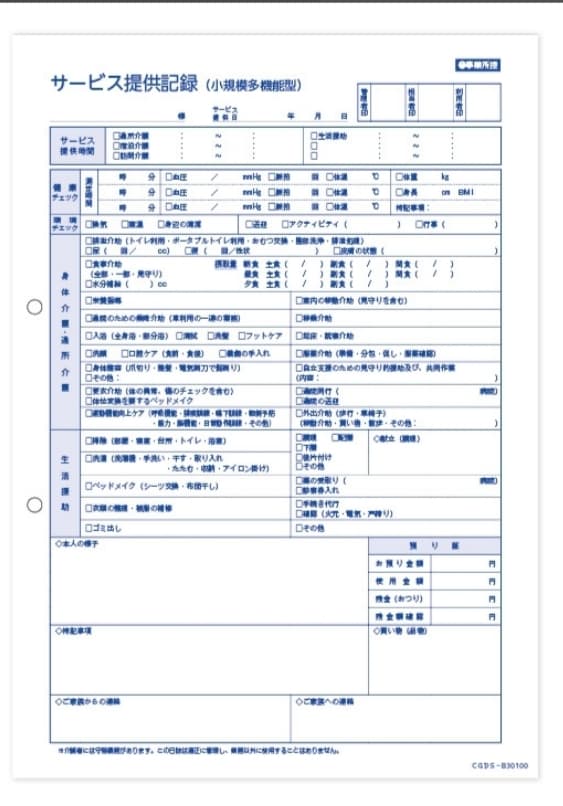 事業所控
サービス提供記録（小規模多機能型）
管理者印 担当者印 利用者印
様 サービス提供日 年 月 日
サービス提供時間
□通所介護 : ～ : □生活援助 : ～ :
□宿泊介護 : ～ : □ : ～ :
□訪問介護 : ～ : □ : ～ :
健康チェック
測定時間
時 分 □血圧 / mmHg □脈拍 回 □体温 ℃ □体重 kg
時 分 □血圧 / mmHg □脈拍 回 □体温 ℃ □身長 cm BMI
時 分 □血圧 / mmHg □脈拍 回 □体温 ℃ 特記事項：
環境チェック □換気 □室温 □身辺の清潔 □送迎 □アクティビティ（ ） □行事（ ）
身体介護・通所介護
□排泄介助（トイレ利用・ポータブルトイレ利用・おむつ交換・陰部洗浄・排泄処理）
□尿（ 回/ cc） □便（ 回/性状 ） □皮膚の状態（ ）
□食事介助 摂取量 朝食 主食（ / ）副食（ / ）間食（ / ）
（全部・一部・見守り） 昼食 主食（ / ）副食（ / ）間食（ / ）
□水分補給（ ）cc 夕食 主食（ / ）副食（ / ）
□栄養指導 □室内の移動介助（見守りを含む）
□通院のための機能介助（車利用の一連の業務） □移乗介助
□入浴（全身浴・部分浴）□清拭 □洗髪 □フットケア □起床・就寝介助
□洗顔 □口腔ケア（食前・食後） □義歯の手入れ □服薬介助（準備・分包・促し・服薬確認）
□身体整容（爪切り・整髪・電気剃刀で髭剃り） □自立支援のための見守り的援助及び、共同作業
□その他： （内容： ）
□更衣介助（体の異常、傷のチェックを含む） □通院同行（ 病院）
□体位変換を要するベッドメイク □通院の送迎
□運動機能向上ケア（呼吸機能・排痰訓練・嚥下訓練・転倒予防 □外出介助（歩行・車椅子）
・筋力・脳機能・日常動作訓練・その他） （移動介助・買い物・散歩・その他： ）
生活援助
□掃除（部屋・寝室・台所・トイレ・浴室） □調理 □配膳 ◇献立（調理）
□下膳
□洗濯（洗濯機・手洗い・干す・取り入れ □後片付け
・たたむ・収納・アイロン掛け） □その他
□ベッドメイク（シーツ交換・布団干し） □薬の受取り（ 病院）
□診察券入れ
□衣類の整理・被服の補修 □手続き代行
□確認（火元・電気・戸締り）
□ゴミ出し □その他
◇本人の様子 預り証
お預り金額 円
使用金額 円
残金（おつり） 円
残金額確認 円
◇特記事項 ◇買い物（品物）
◇ご家族からの連絡 ◇ご家族への連絡
※介護者には守秘義務があります。この日誌は適正に管理し、業務以外に使用することはありません。
CGDS-B30100